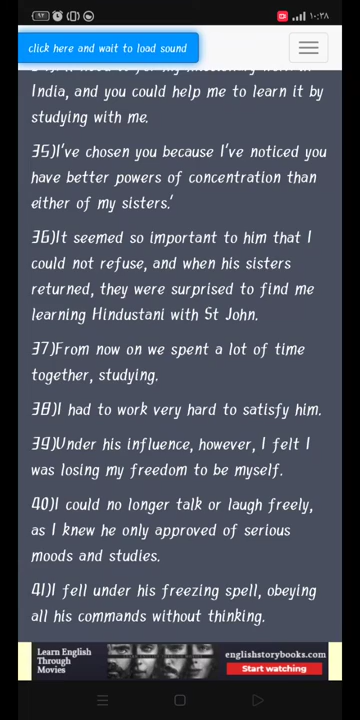 ۱۰:۳۸
click here and wait to load sound
India, and you could help me to learn it by
studying with me.
35)I've chosen you because I've noticed you
have better powers of concentration than
either of my sisters.'
36)It seemed so important to him that I
could not refuse, and when his sisters
returned, they were surprised to find me
learning Hindustani with St John.
37)From now on we spent a lot of time
together, studying.
38)I had to work very hard to satisfy him.
39)Under his influence, however, I felt I
was losing my freedom to be myself.
40)I could no longer talk or laugh freely,
as I knew he only approved of serious
moods and studies.
41)I fell under his freezing spell, obeying
all his commands without thinking.
Learn English
Through
Movies
englishstorybooks.com
Start watching